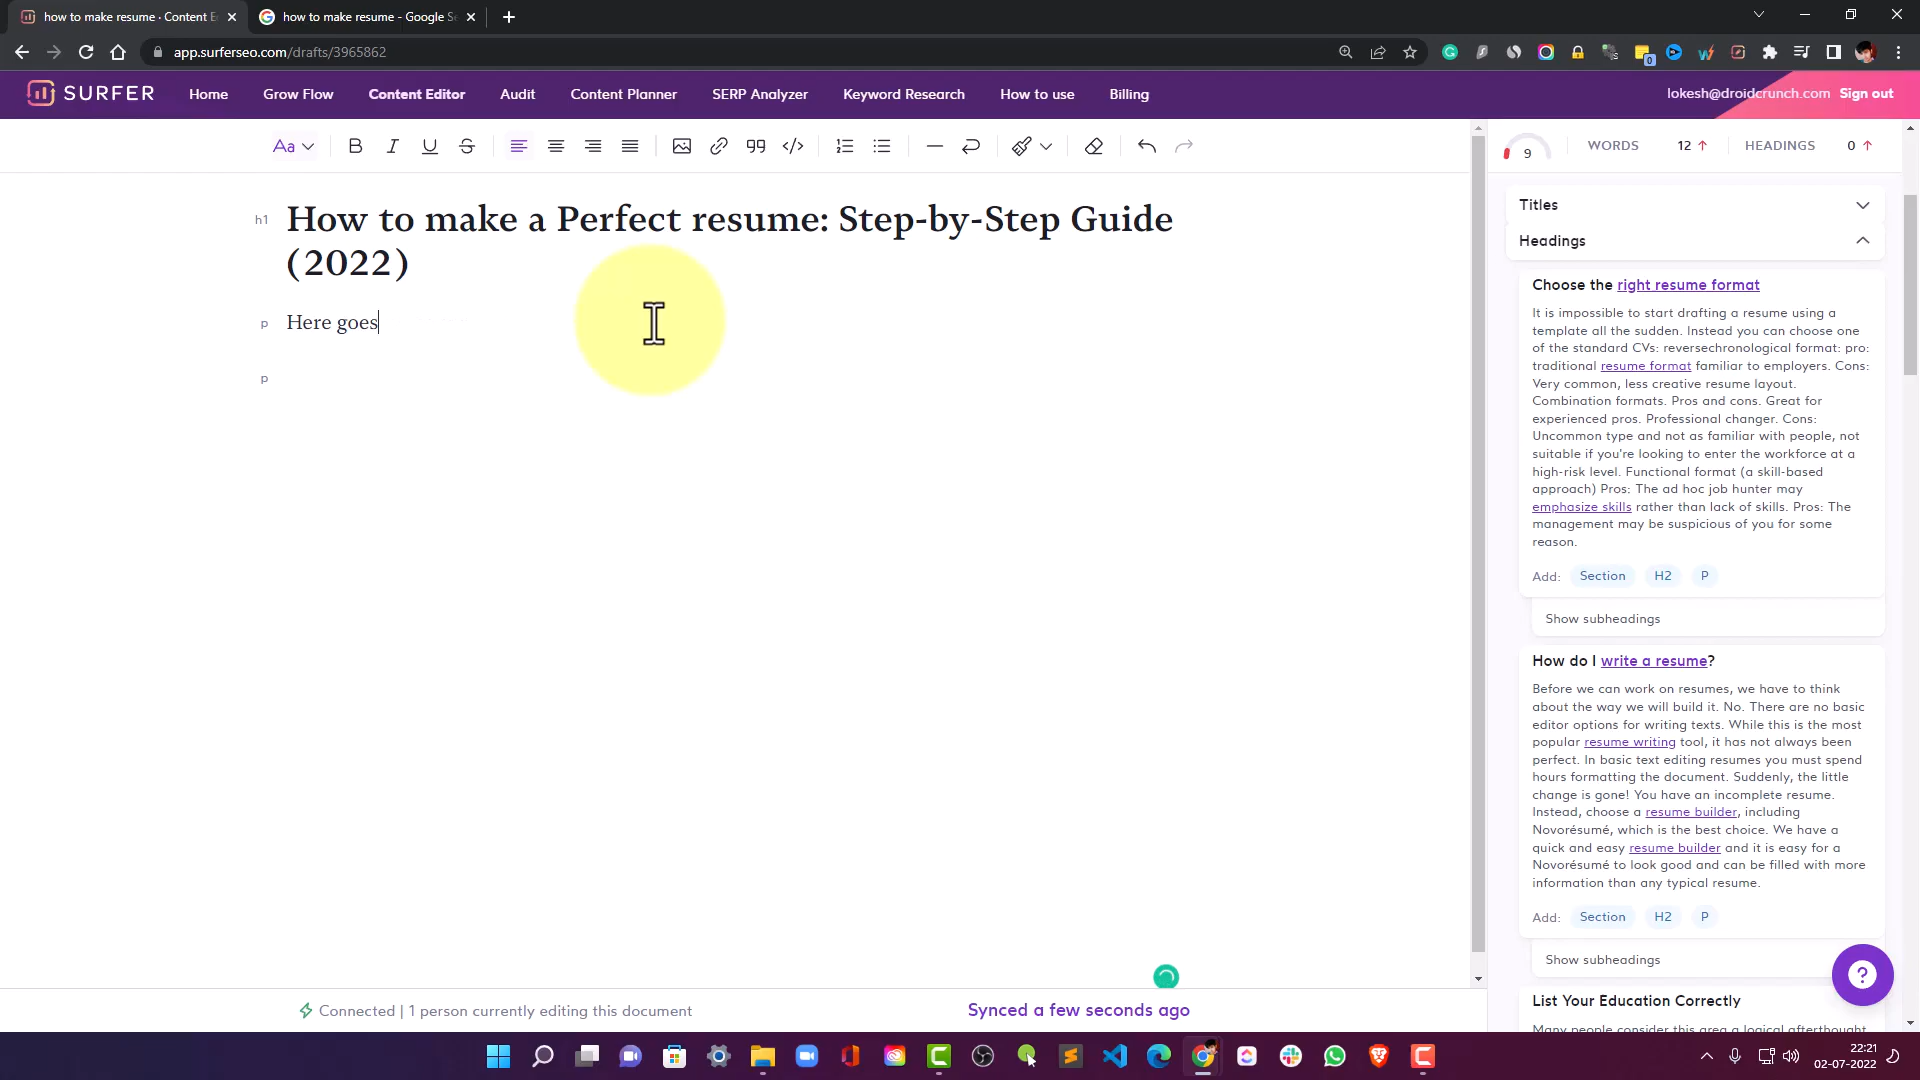 how to make resume · Content E
how to make resume - Google Se
app.surferseo.com/drafts/3965862
0
SURFER
Home
Grow Flow
Content Editor
Audit
Content Planner
SERP Analyzer
Keyword Research
How to use
Billing
lokesh@droidcrunch.com Sign out
Aa
9
WORDS 12
HEADINGS 0
h1
How to make a Perfect resume: Step-by-Step Guide
(2022)
p
Here goes
p
Titles
Headings
Choose the right resume format
It is impossible to start drafting a resume using a
template all the sudden. Instead you can choose one
of the standard CVs: reversechronological format: pro:
traditional resume format familiar to employers. Cons:
Very common, less creative resume layout.
Combination formats. Pros and cons. Great for
experienced pros. Professional changer. Cons:
Uncommon type and not as familiar with people, not
suitable if you're looking to enter the workforce at a
high-risk level. Functional format (a skill-based
approach) Pros: The ad hoc job hunter may
emphasize skills rather than lack of skills. Pros: The
management may be suspicious of you for some
reason.
Add: Section H2 P
Show subheadings
How do I write a resume?
Before we can work on resumes, we have to think
about the way we will build it. No. There are no basic
editor options for writing texts. While this is the most
popular resume writing tool, it has not always been
perfect. In basic text editing resumes you must spend
hours formatting the document. Suddenly, the little
change is gone! You have an incomplete resume.
Instead, choose a resume builder, including
Novorésumé, which is the best choice. We have a
quick and easy resume builder and it is easy for a
Novorésumé to look good and can be filled with more
information than any typical resume.
Add: Section H2 P
Show subheadings
List Your Education Correctly
Many people consider this area a logical afterthought
Connected | 1 person currently editing this document
Synced a few seconds ago
22:21
02-07-2022